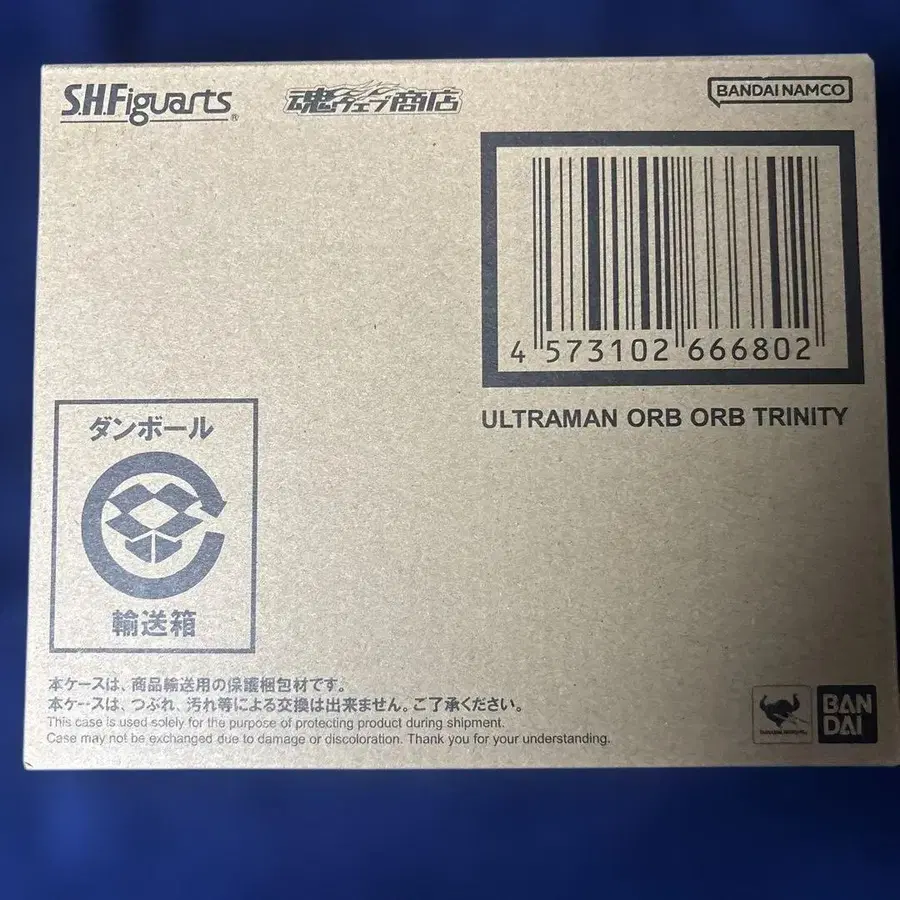 S.H.Figuarts®
魂ウェブ商店
BANDAI NAMCO
4 573102 666802
ULTRAMAN ORB ORB TRINITY
ダンボール
輸送箱
本ケースは、商品輸送用の保護梱包材です。
本ケースは、つぶれ、汚れ等による交換は出来ません。ご了承ください。
This case is used solely for the purpose of protecting product during shipment.
Case may not be exchanged due to damage or discoloration. Thank you for your understanding.
BAN
DAI